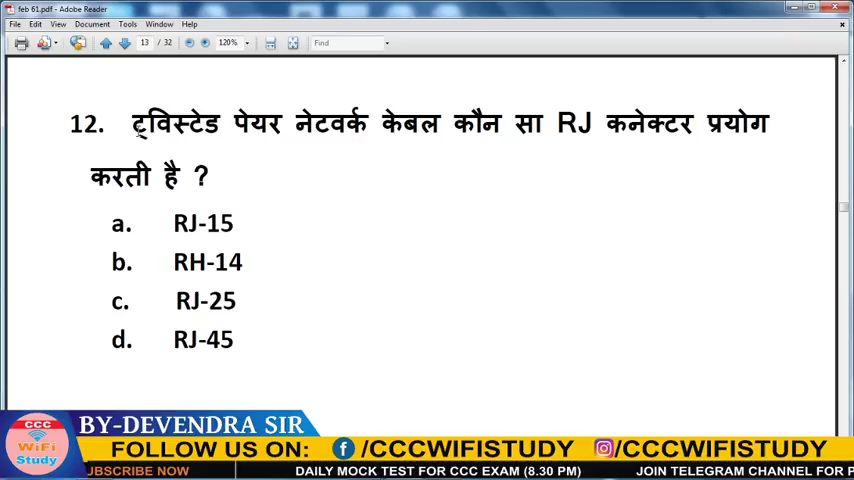 feb 61.pdf - Adobe Reader
File Edit View Document Tools Window Help
13 / 32 120% Find
12. ट्विस्टेड पेयर नेटवर्क केबल कौन सा RJ कनेक्टर प्रयोग
करती है ?
a. RJ-15
b. RH-14
c. RJ-25
d. RJ-45
CCC
WiFi
Study
BY-DEVENDRA SIR
FOLLOW US ON: f /CCCWIFISTUDY /CCCWIFISTUDY
SUBSCRIBE NOW DAILY MOCK TEST FOR CCC EXAM (8.30 PM) JOIN TELEGRAM CHANNEL FOR P